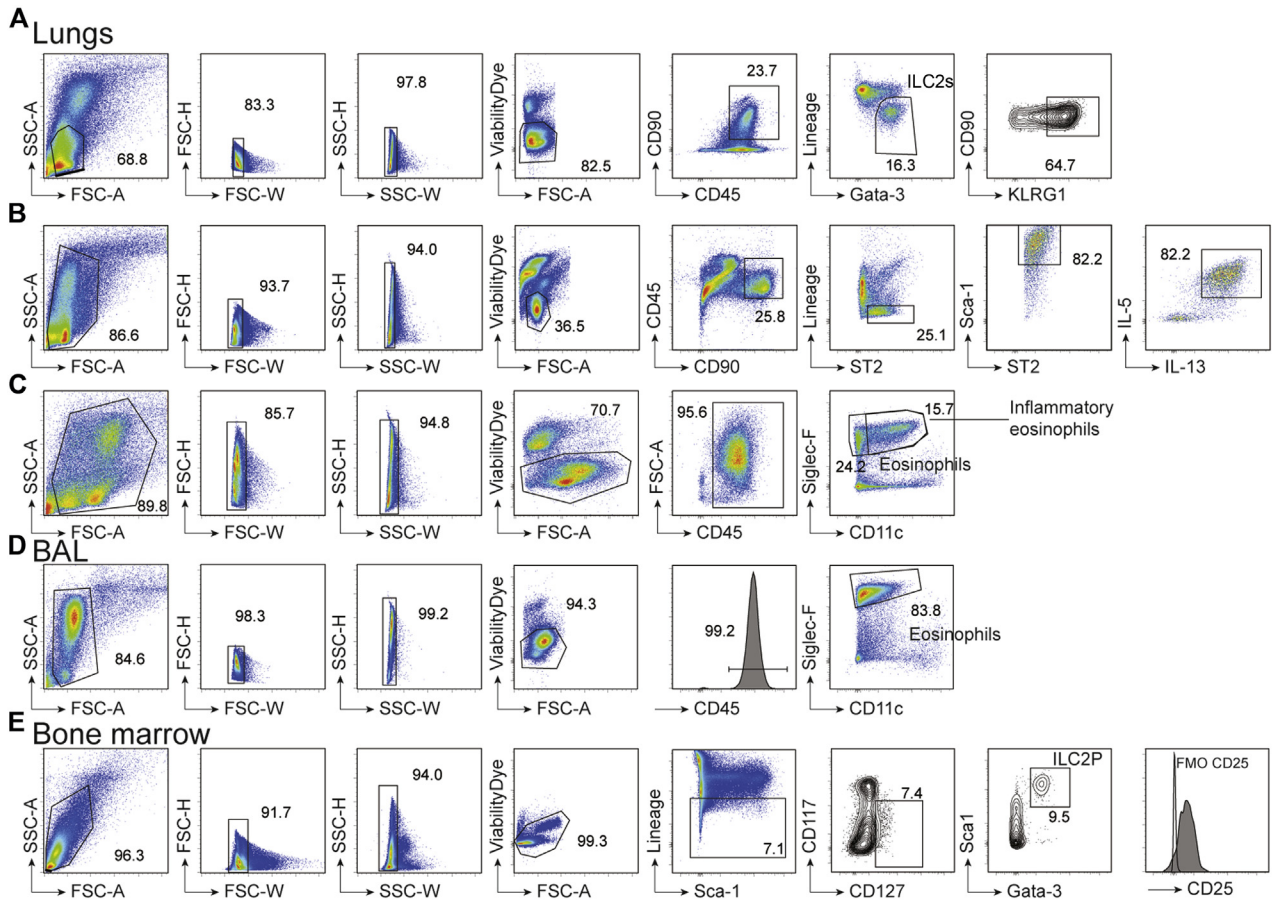 A
Lungs
SSC-A
FSC-A
68.8
FSC-H
FSC-W
83.3
SSC-H
SSC-W
97.8
ViabilityDye
FSC-A
82.5
CD90
CD45
23.7
Lineage
Gata-3
ILC2s
16.3
CD90
KLRG1
64.7
B
SSC-A
FSC-A
86.6
FSC-H
FSC-W
93.7
SSC-H
SSC-W
94.0
ViabilityDye
FSC-A
36.5
CD45
CD90
25.8
Lineage
ST2
25.1
Sca-1
ST2
82.2
IL-5
IL-13
82.2
C
SSC-A
FSC-A
89.8
FSC-H
FSC-W
85.7
SSC-H
SSC-W
94.8
ViabilityDye
FSC-A
70.7
FSC-A
CD45
95.6
Siglec-F
CD11c
15.7
24.2
Eosinophils
Inflammatory
eosinophils
D
BAL
SSC-A
FSC-A
84.6
FSC-H
FSC-W
98.3
SSC-H
SSC-W
99.2
ViabilityDye
FSC-A
94.3
CD45
99.2
Siglec-F
CD11c
83.8
Eosinophils
E
Bone marrow
SSC-A
FSC-A
96.3
FSC-H
FSC-W
91.7
SSC-H
SSC-W
94.0
ViabilityDye
FSC-A
99.3
Lineage
Sca-1
7.1
CD117
CD127
7.4
Sca1
Gata-3
ILC2P
9.5
FMO CD25
CD25